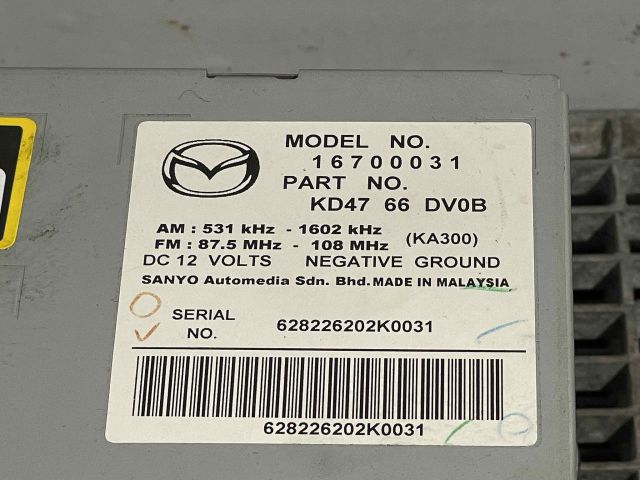 MODEL NO.
16700031
PART NO.
KD47 66 DV0B
AM : 531 kHz - 1602 kHz
FM : 87.5 MHz - 108 MHz (KA300)
DC 12 VOLTS NEGATIVE GROUND
SANYO Automedia Sdn. Bhd. MADE IN MALAYSIA
SERIAL NO. 628226202K0031
628226202K0031